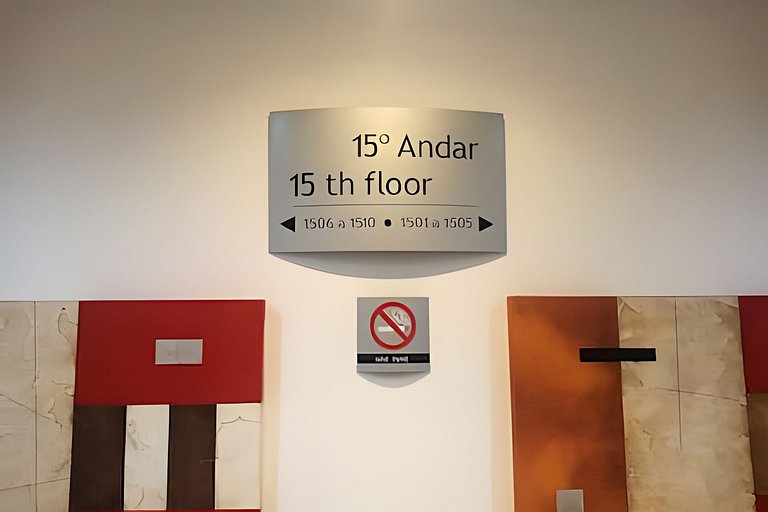 15º Andar
15 th floor
◀ 1506 a 1510 ● 1501 a 1505 ▶